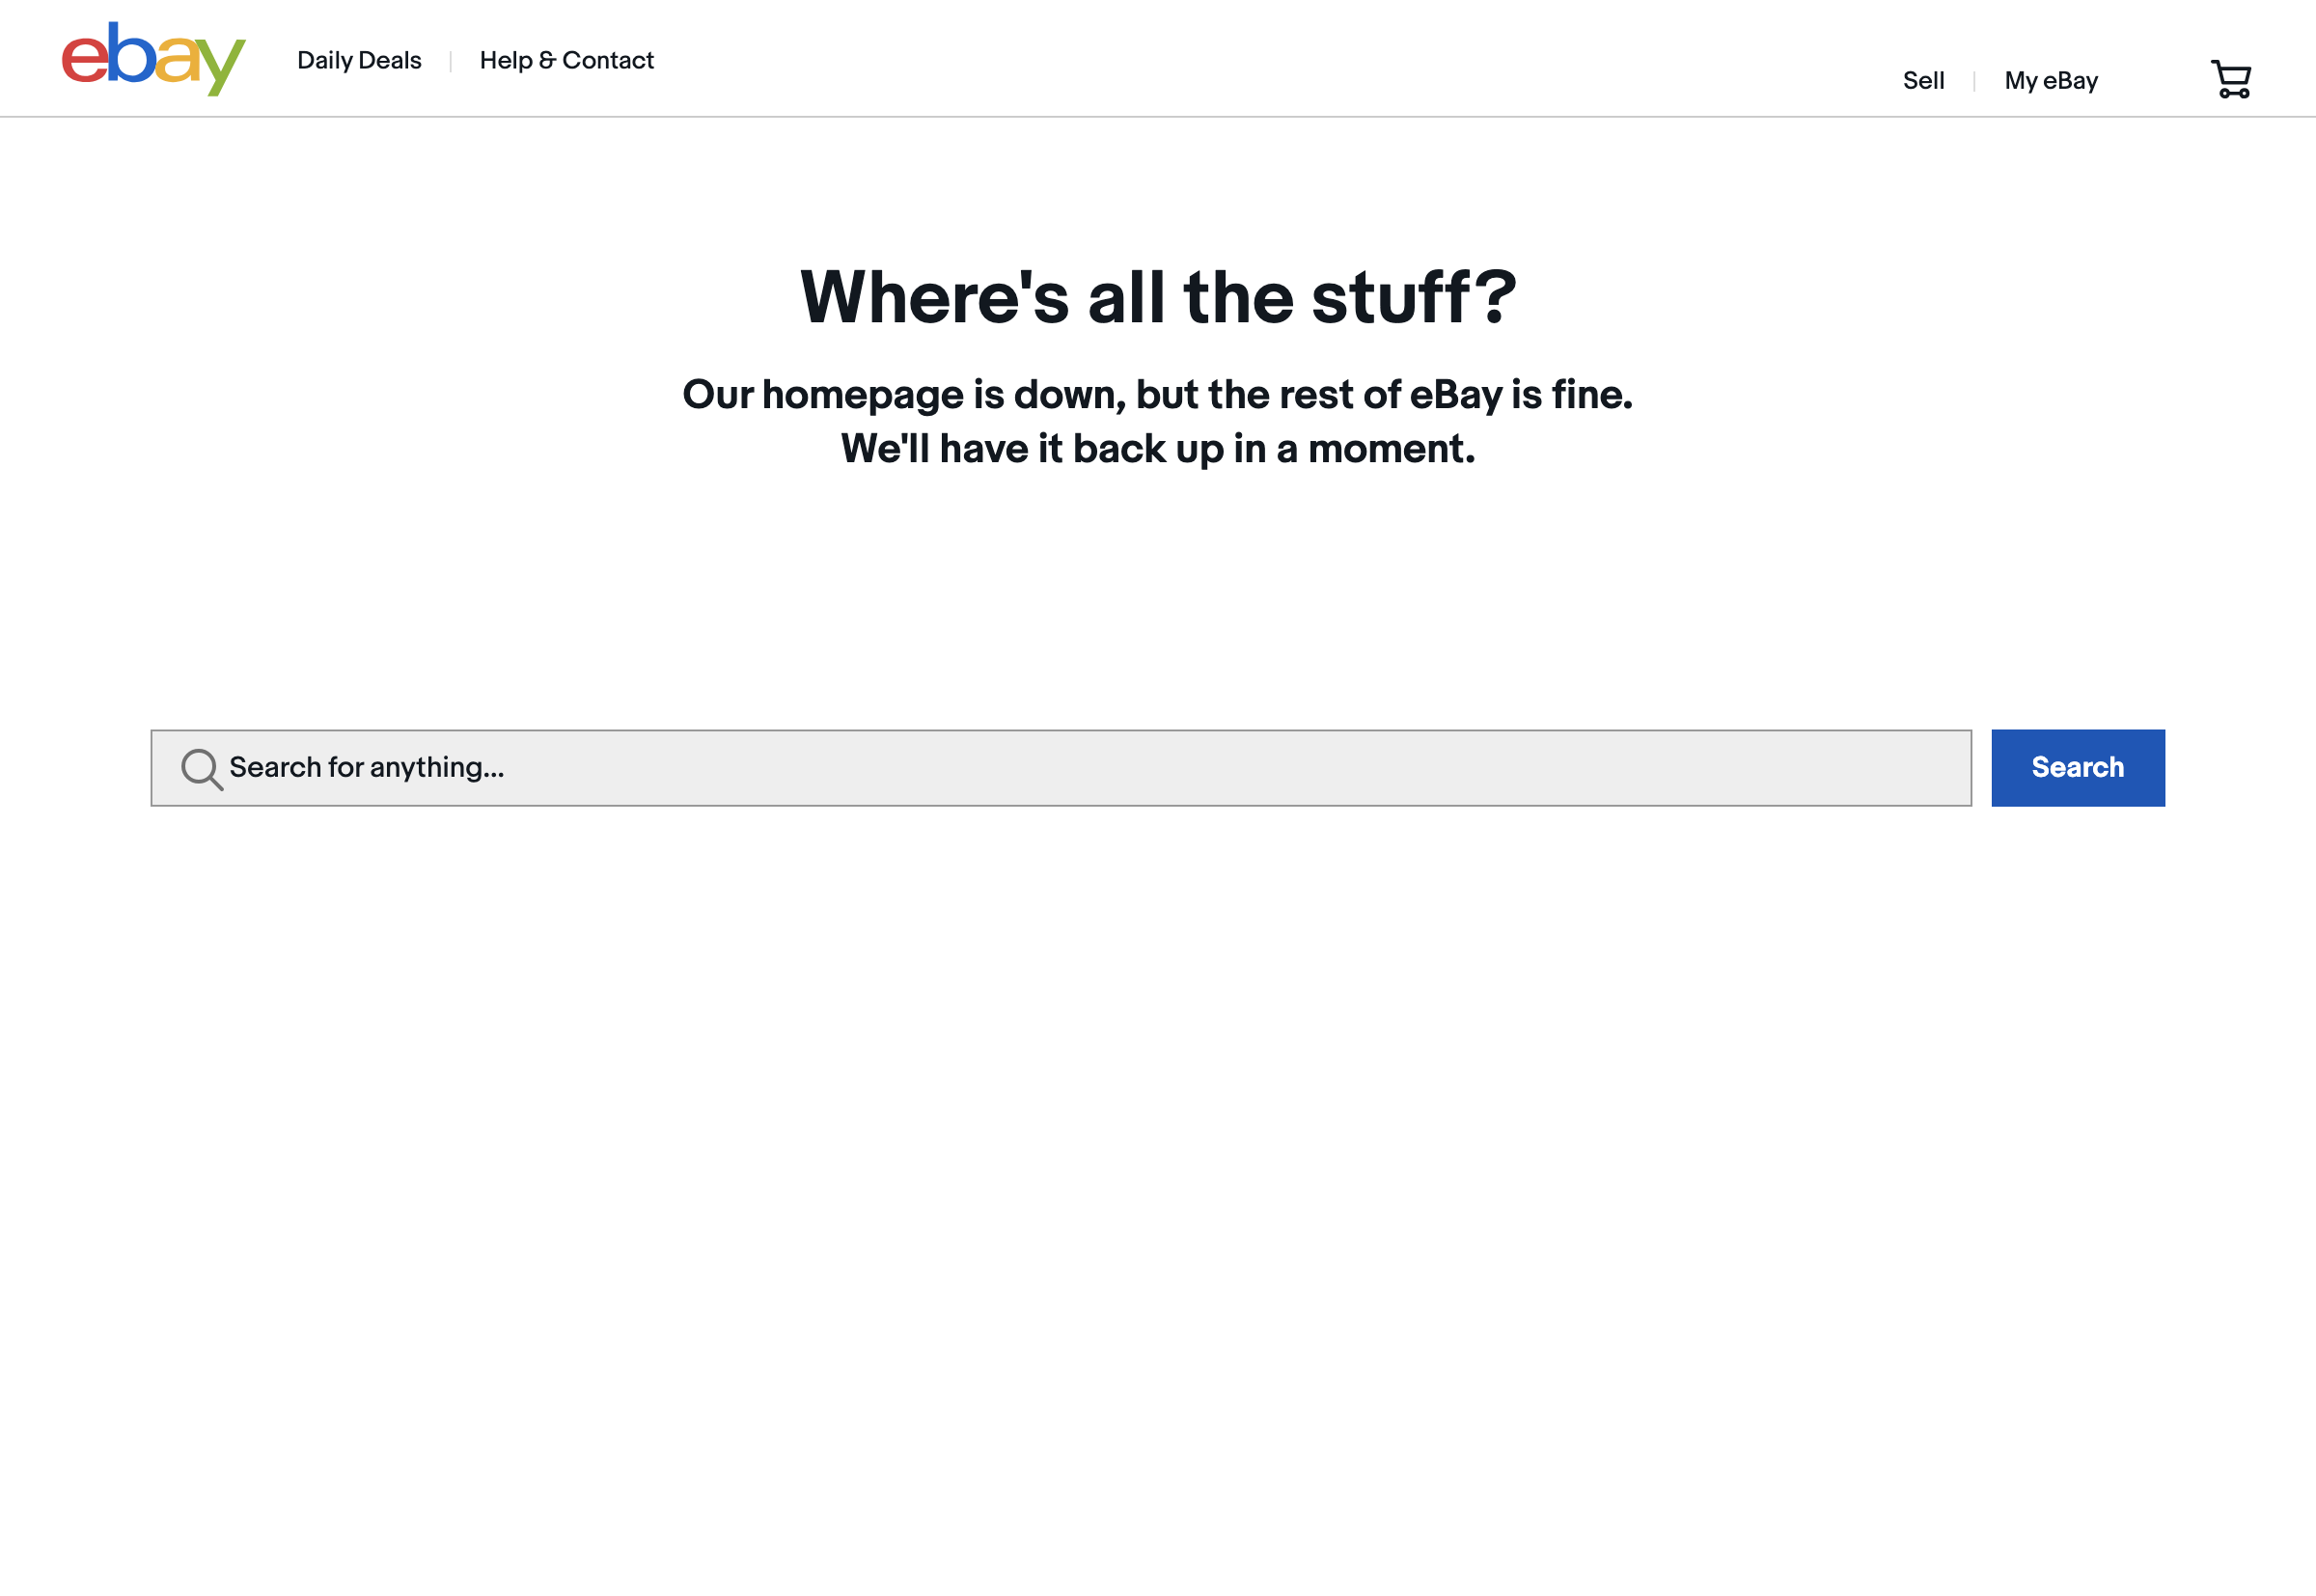 ebay
Daily Deals
Help & Contact
Sell
My eBay
Where's all the stuff?
Our homepage is down, but the rest of eBay is fine.
We'll have it back up in a moment.
Search for anything...
Search